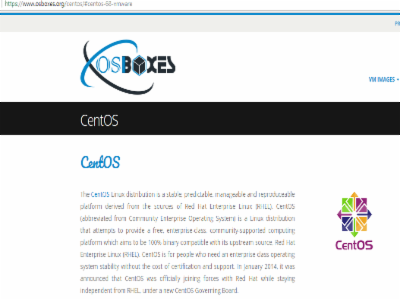 https://www.osboxes.org/centos/#centos-66-vmware
OSBOXES
VM IMAGES
CentOS
CentOS
The CentOS Linux distribution is a stable, predictable, manageable and reproduceable
platform derived from the sources of Red Hat Enterprise Linux (RHEL). CentOS
(abbreviated from Community Enterprise Operating System) is a Linux distribution
that attempts to provide a free, enterprise-class, community-supported computing
platform which aims to be 100% binary compatible with its upstream source, Red Hat
Enterprise Linux (RHEL). CentOS is for people who need an enterprise class operating
system stability without the cost of certification and support. In January 2014, it was
announced that CentOS was officially joining forces with Red Hat while staying
independent from RHEL, under a new CentOS Governing Board.
CentOS